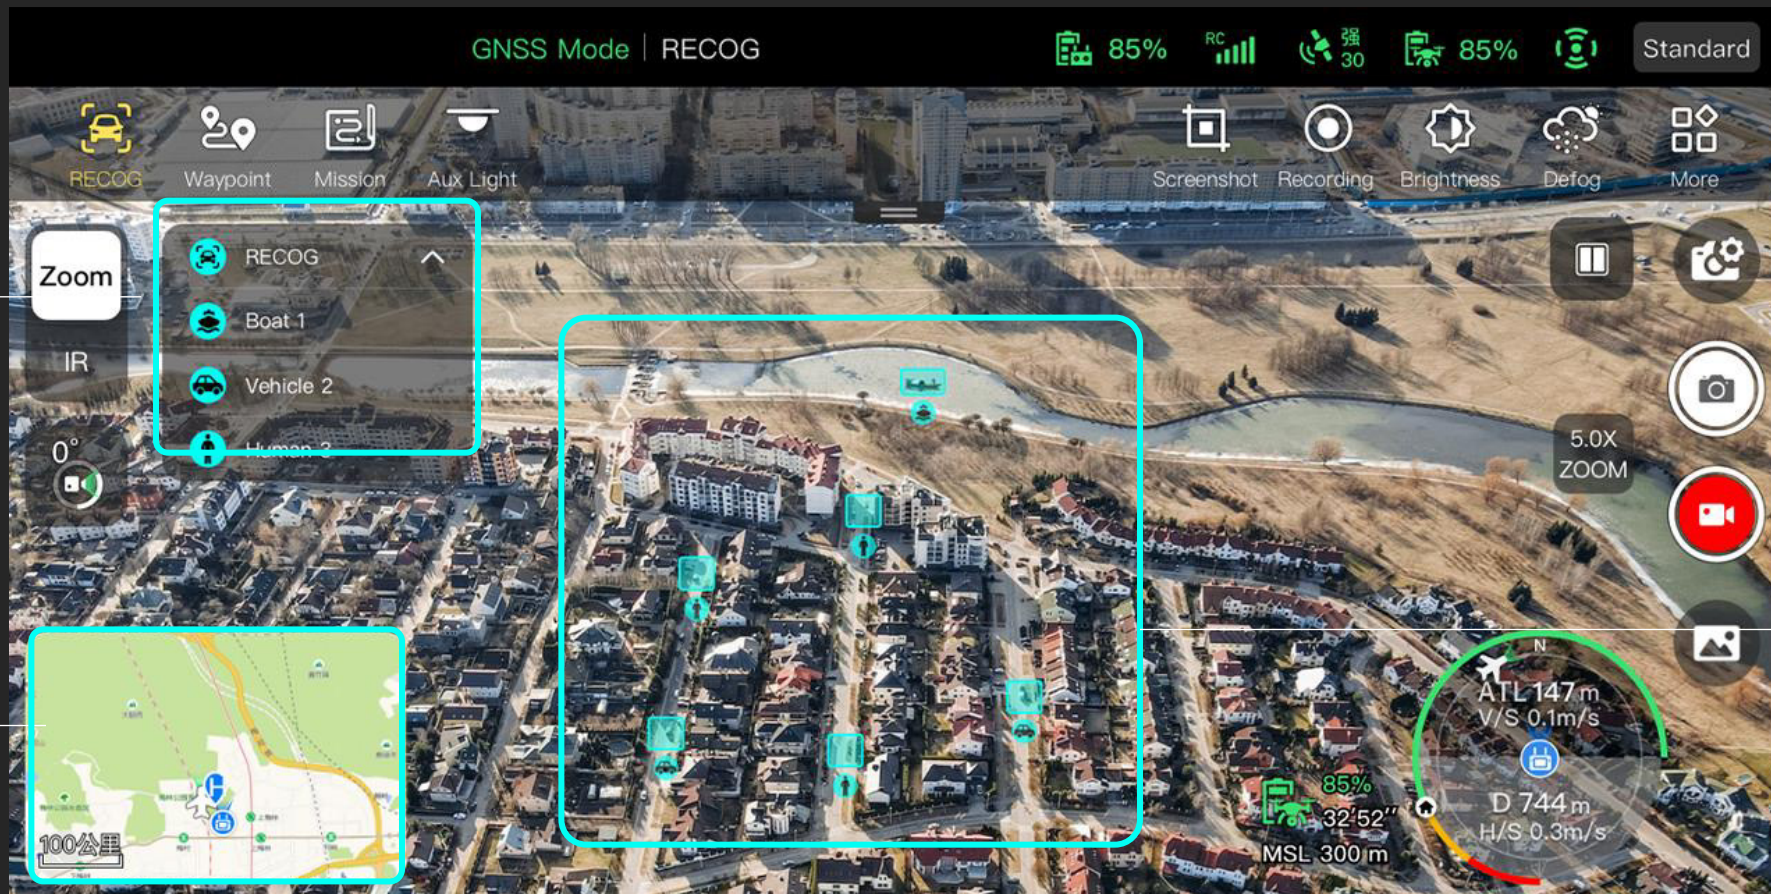 GNSS Mode | RECOG
85%
RC
强
30
85%
Standard
RECOG
Waypoint
Mission
Aux Light
Screenshot
Recording
Brightness
Defog
More
Zoom
IR
0°
RECOG
Boat 1
Vehicle 2
Human 3
5.0X
ZOOM
100公里
N
ATL 147 m
V/S 0.1m/s
D 744 m
H/S 0.3m/s
85%
32'52''
MSL 300 m